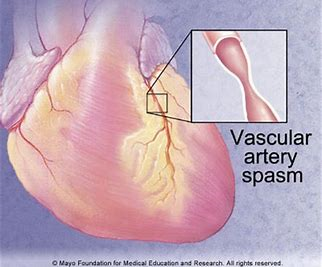 Vascular
artery
spasm
© Mayo Foundation for Medical Education and Research. All rights reserved.